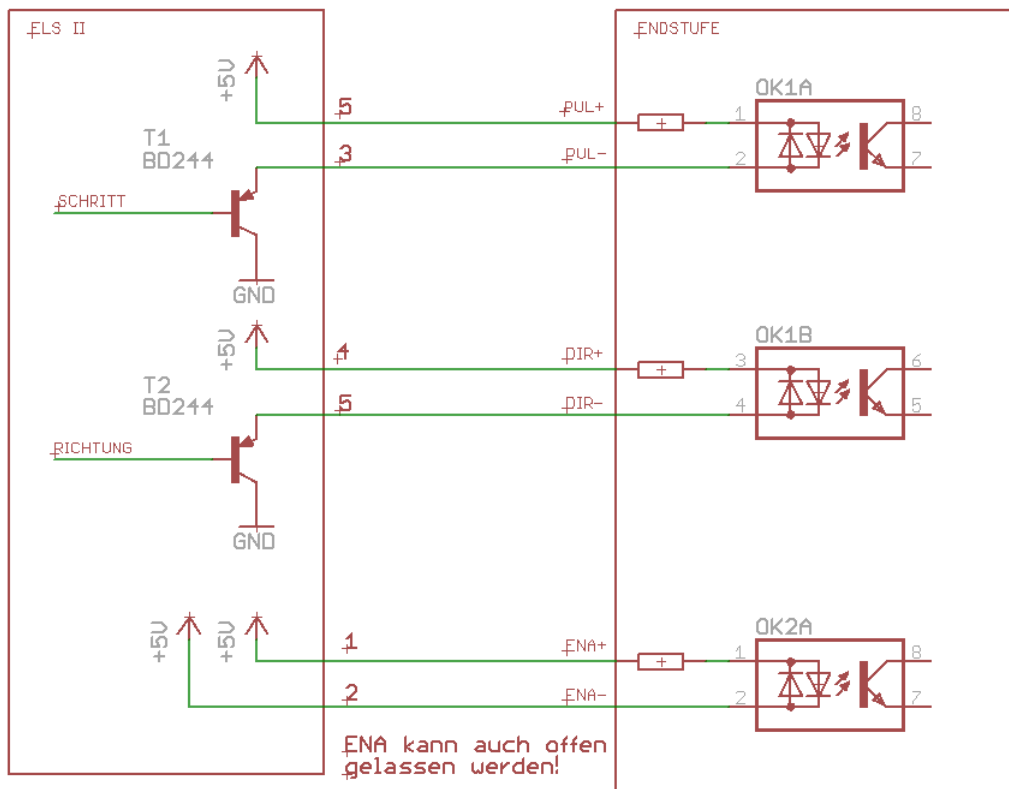 ELS II
ENDSTUFE
+5V
5
PUL+
OK1A
1
8
T1
BD244
3
PUL-
2
7
SCHRITT
GND
+5V
4
DIR+
OK1B
3
6
T2
BD244
5
DIR-
4
5
RICHTUNG
GND
+5V
+5V
1
ENA+
OK2A
1
8
2
ENA-
2
7
ENA kann auch offen
gelassen werden!